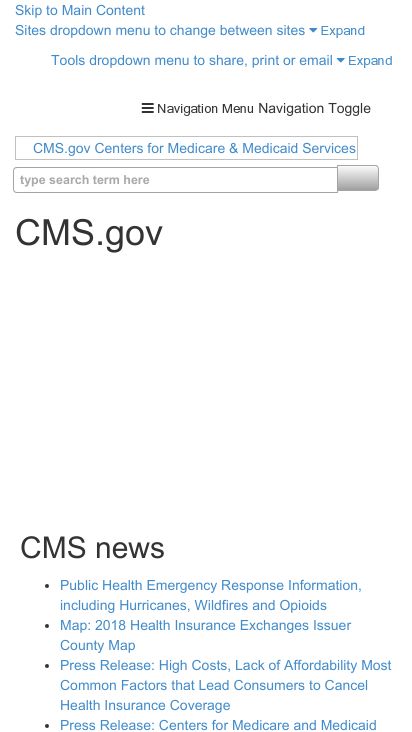 Skip to Main Content
Sites dropdown menu to change between sites Expand
Tools dropdown menu to share, print or email Expand
Navigation Menu Navigation Toggle
CMS.gov Centers for Medicare & Medicaid Services
type search term here
CMS.gov
CMS news
• Public Health Emergency Response Information,
including Hurricanes, Wildfires and Opioids
• Map: 2018 Health Insurance Exchanges Issuer
County Map
• Press Release: High Costs, Lack of Affordability Most
Common Factors that Lead Consumers to Cancel
Health Insurance Coverage
• Press Release: Centers for Medicare and Medicaid